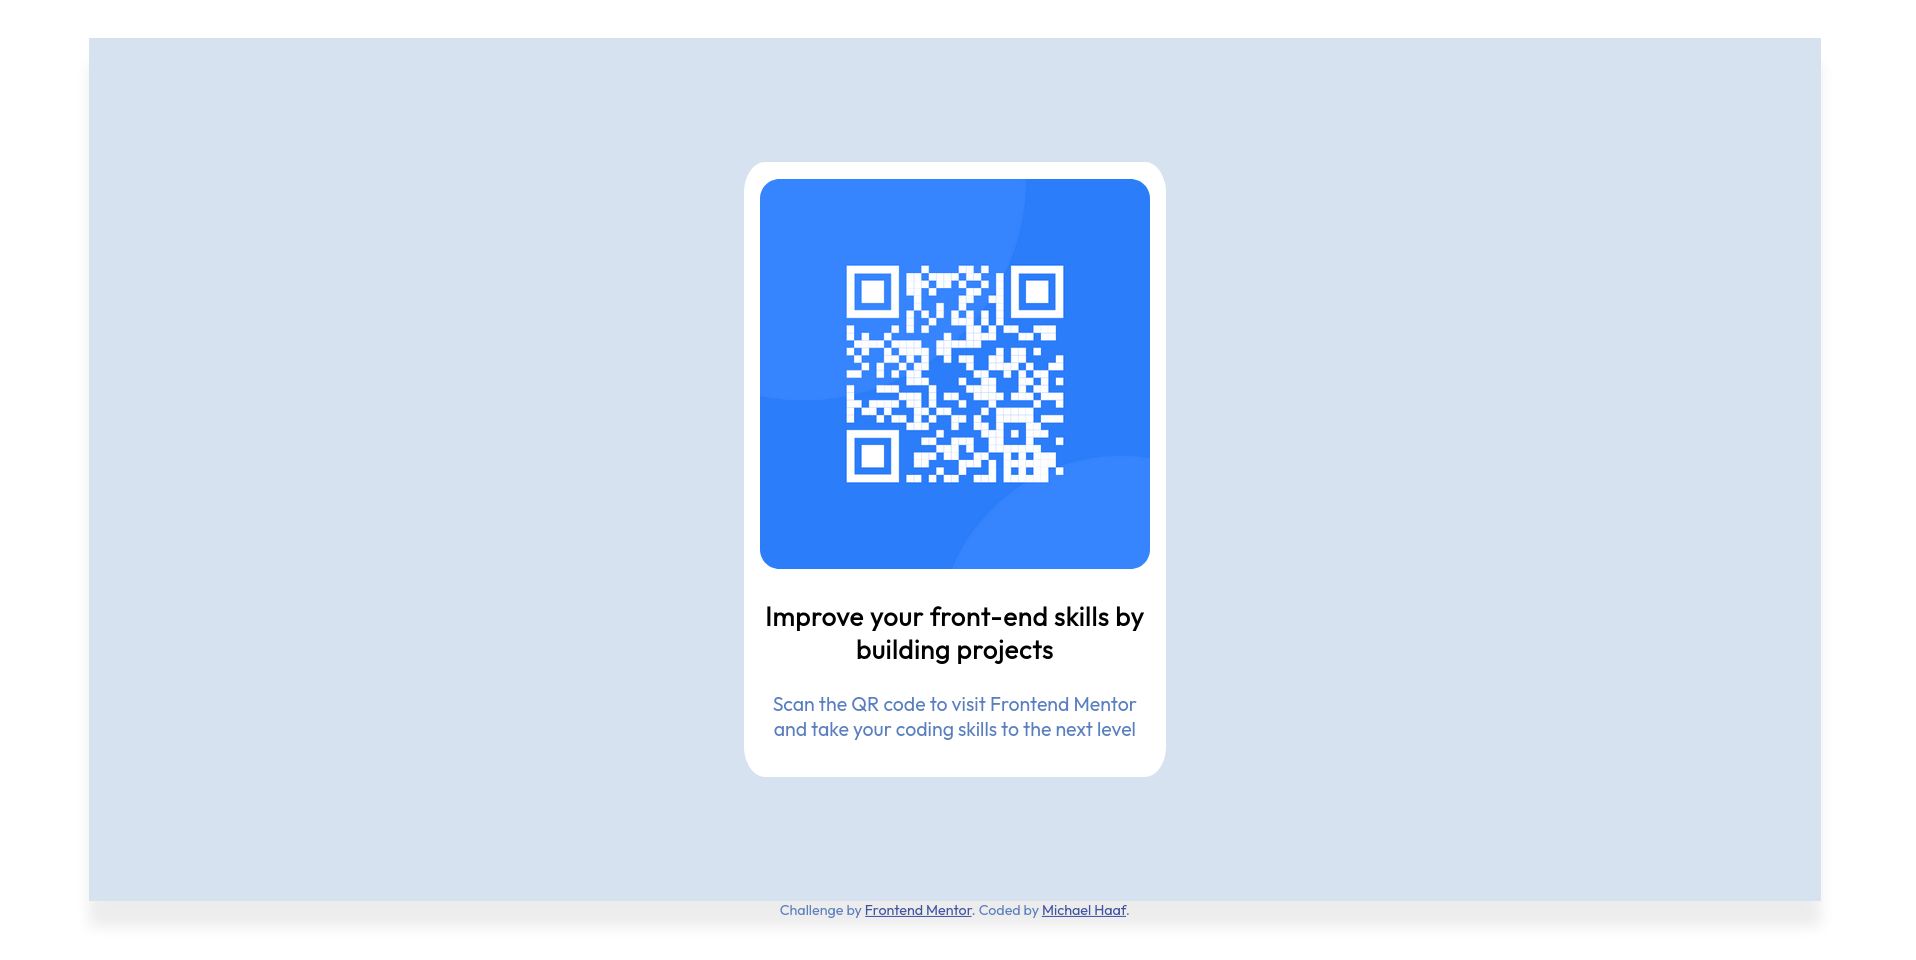 Improve your front-end skills by
building projects
Scan the QR code to visit Frontend Mentor
and take your coding skills to the next level
Challenge by Frontend Mentor. Coded by Michael Haaf.